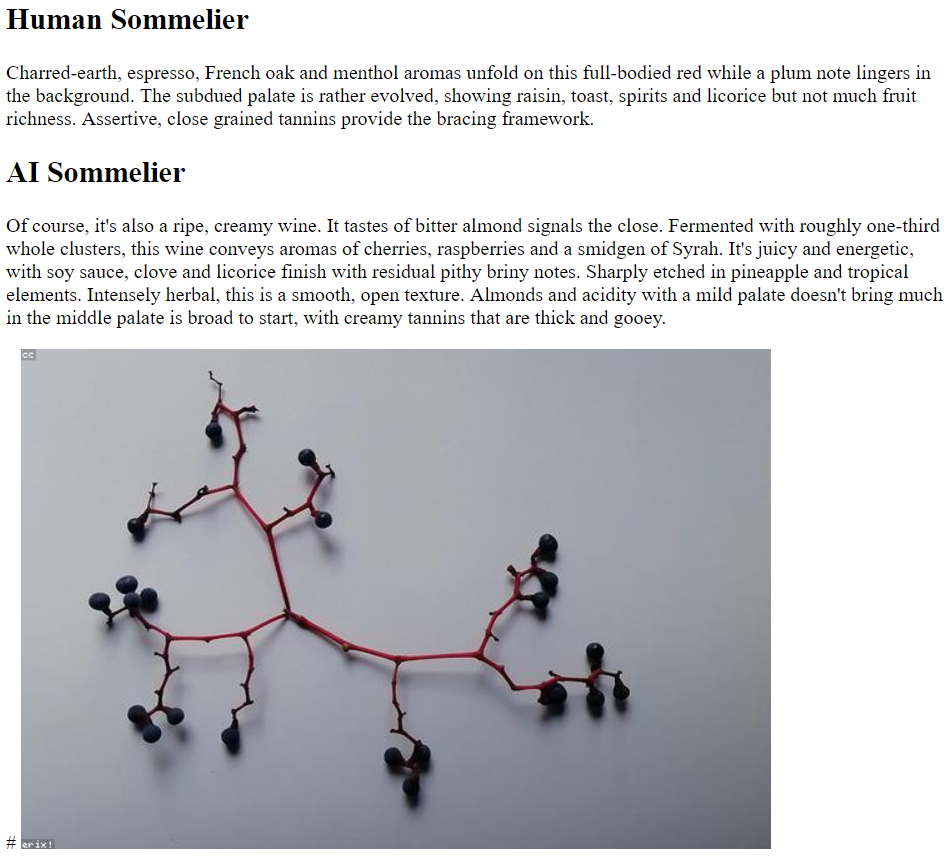 Human Sommelier
Charred-earth, espresso, French oak and menthol aromas unfold on this full-bodied red while a plum note lingers in
the background. The subdued palate is rather evolved, showing raisin, toast, spirits and licorice but not much fruit
richness. Assertive, close grained tannins provide the bracing framework.
AI Sommelier
Of course, it's also a ripe, creamy wine. It tastes of bitter almond signals the close. Fermented with roughly one-third
whole clusters, this wine conveys aromas of cherries, raspberries and a smidgen of Syrah. It's juicy and energetic,
with soy sauce, clove and licorice finish with residual pithy briny notes. Sharply etched in pineapple and tropical
elements. Intensely herbal, this is a smooth, open texture. Almonds and acidity with a mild palate doesn't bring much
in the middle palate is broad to start, with creamy tannins that are thick and gooey.
cc
# erix!